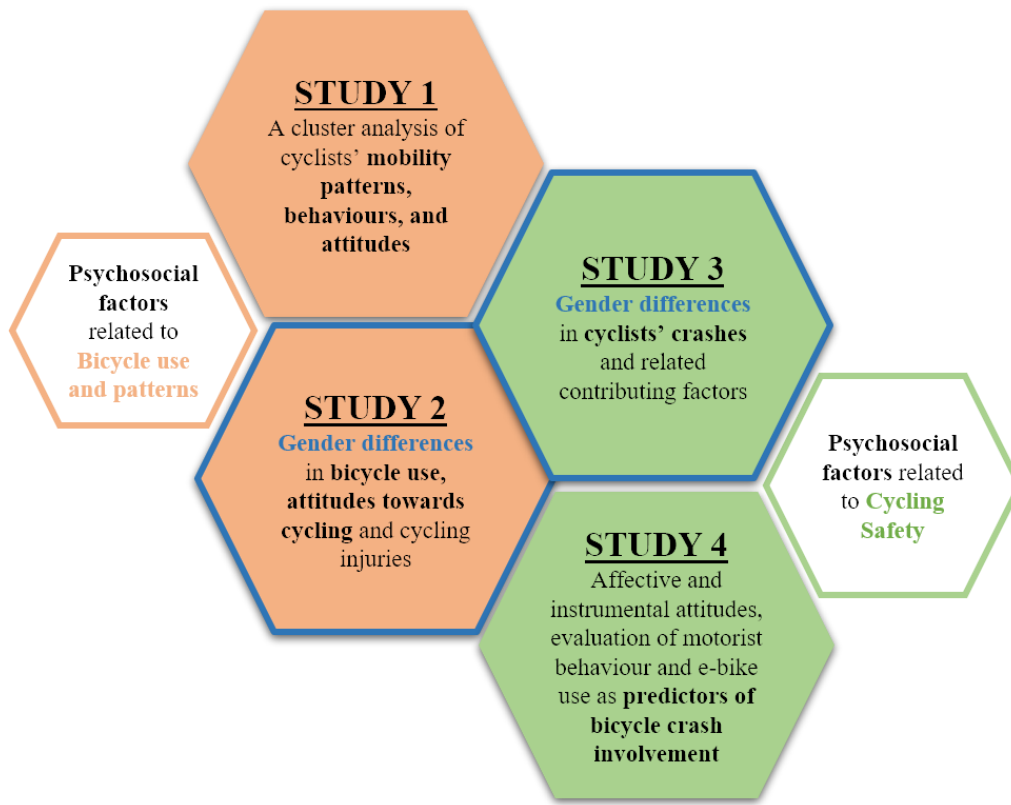 STUDY 1
A cluster analysis of
cyclists’ mobility
patterns,
behaviours, and
attitudes
Psychosocial
factors
related to
Bicycle use
and patterns
STUDY 2
Gender differences
in bicycle use,
attitudes towards
cycling and cycling
injuries
STUDY 3
Gender differences
in cyclists’ crashes
and related
contributing factors
Psychosocial
factors related
to Cycling
Safety
STUDY 4
Affective and
instrumental attitudes,
evaluation of motorist
behaviour and e-bike
use as predictors of
bicycle crash
involvement